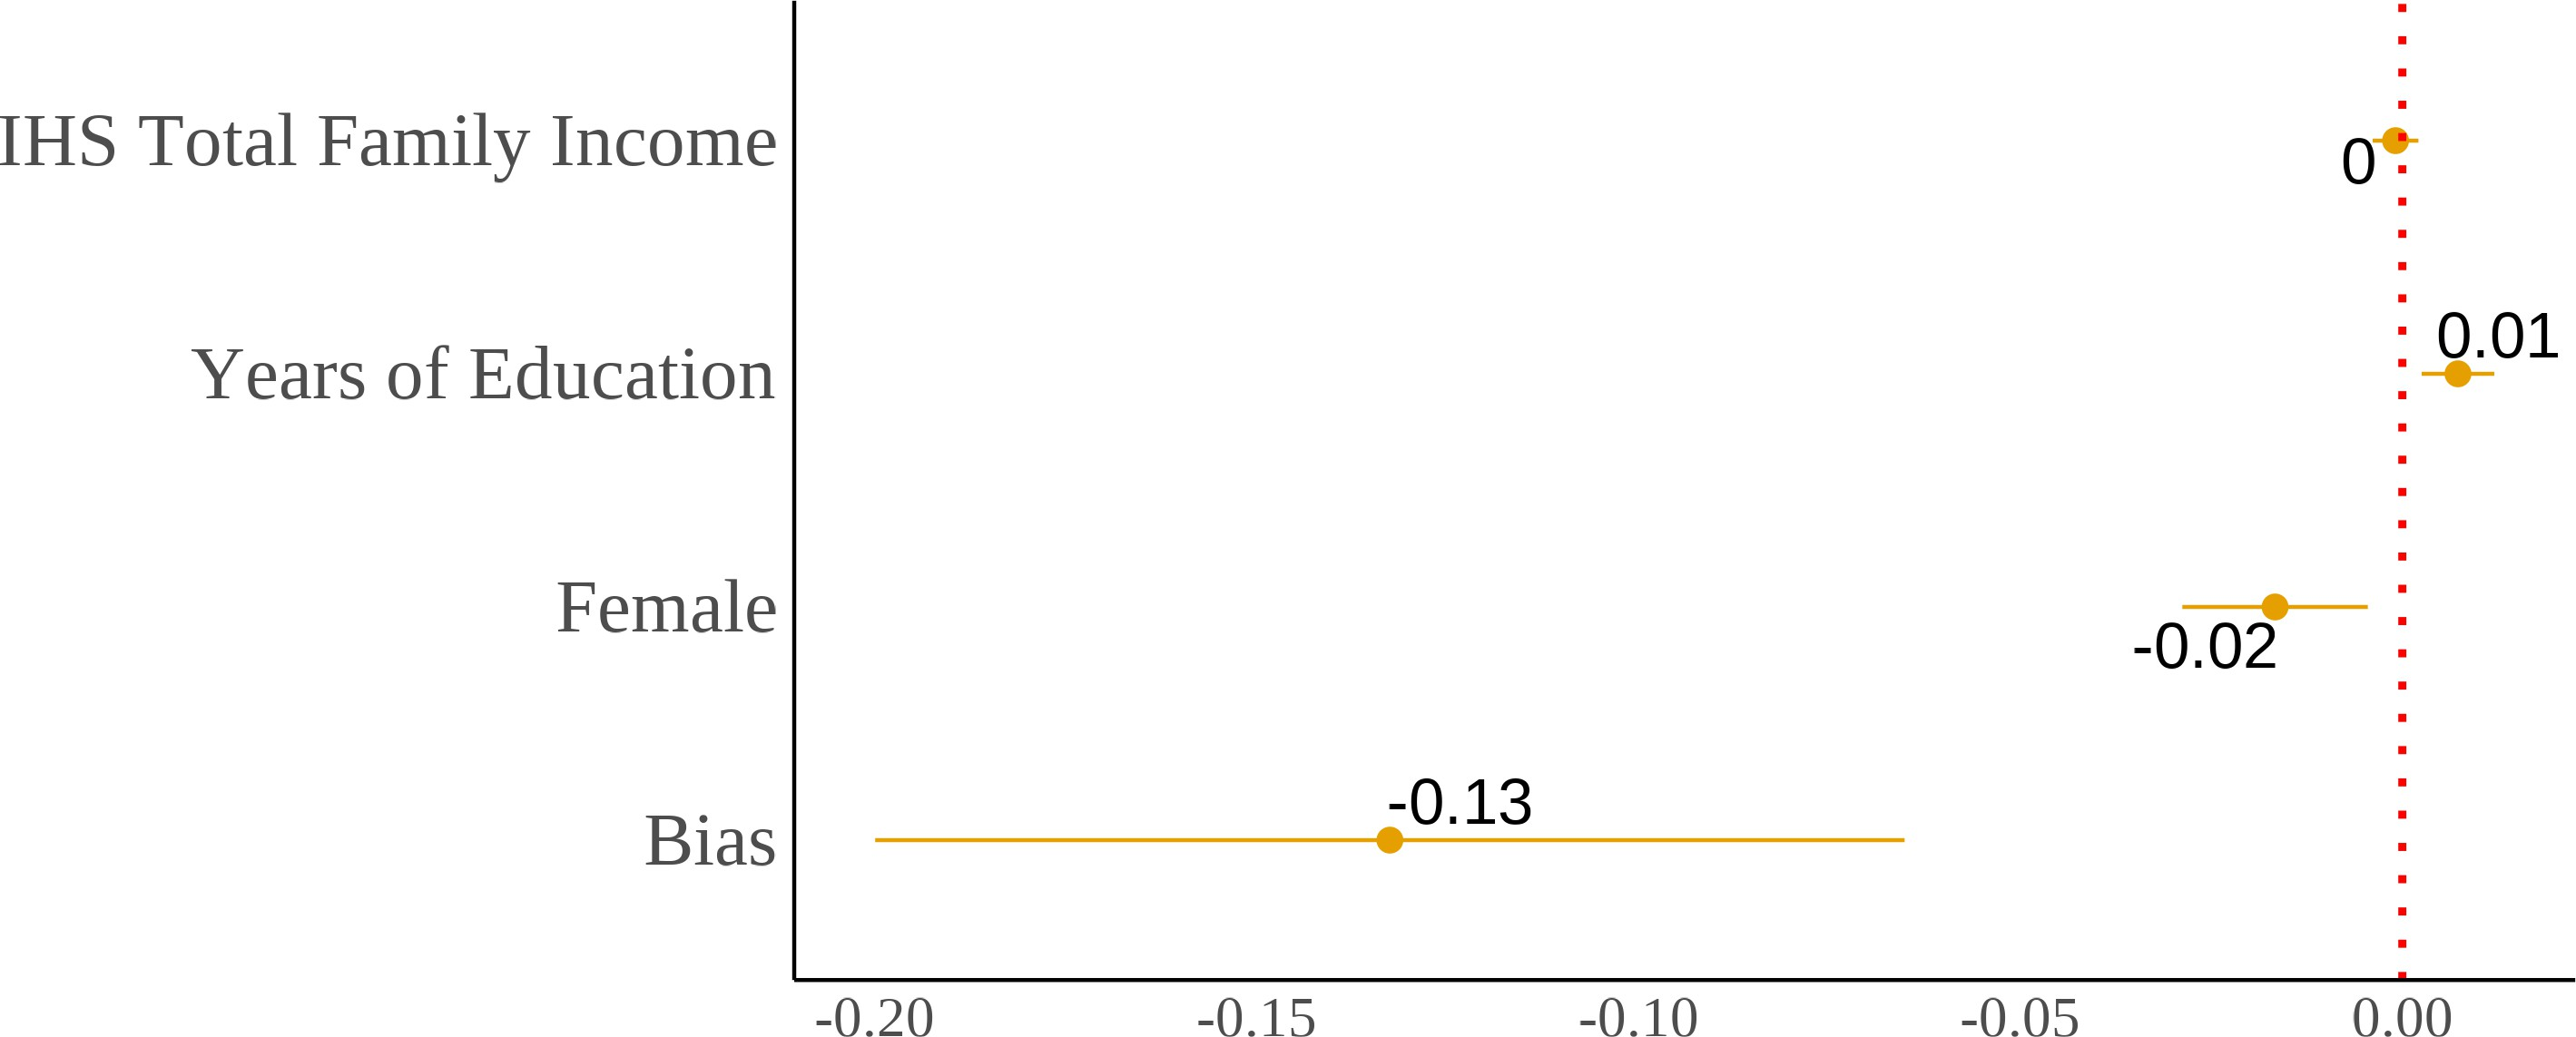 IHS Total Family Income
0
0.01
Years of Education
Female
-0.02
-0.13
Bias
-0.20 -0.15 -0.10 -0.05 0.00